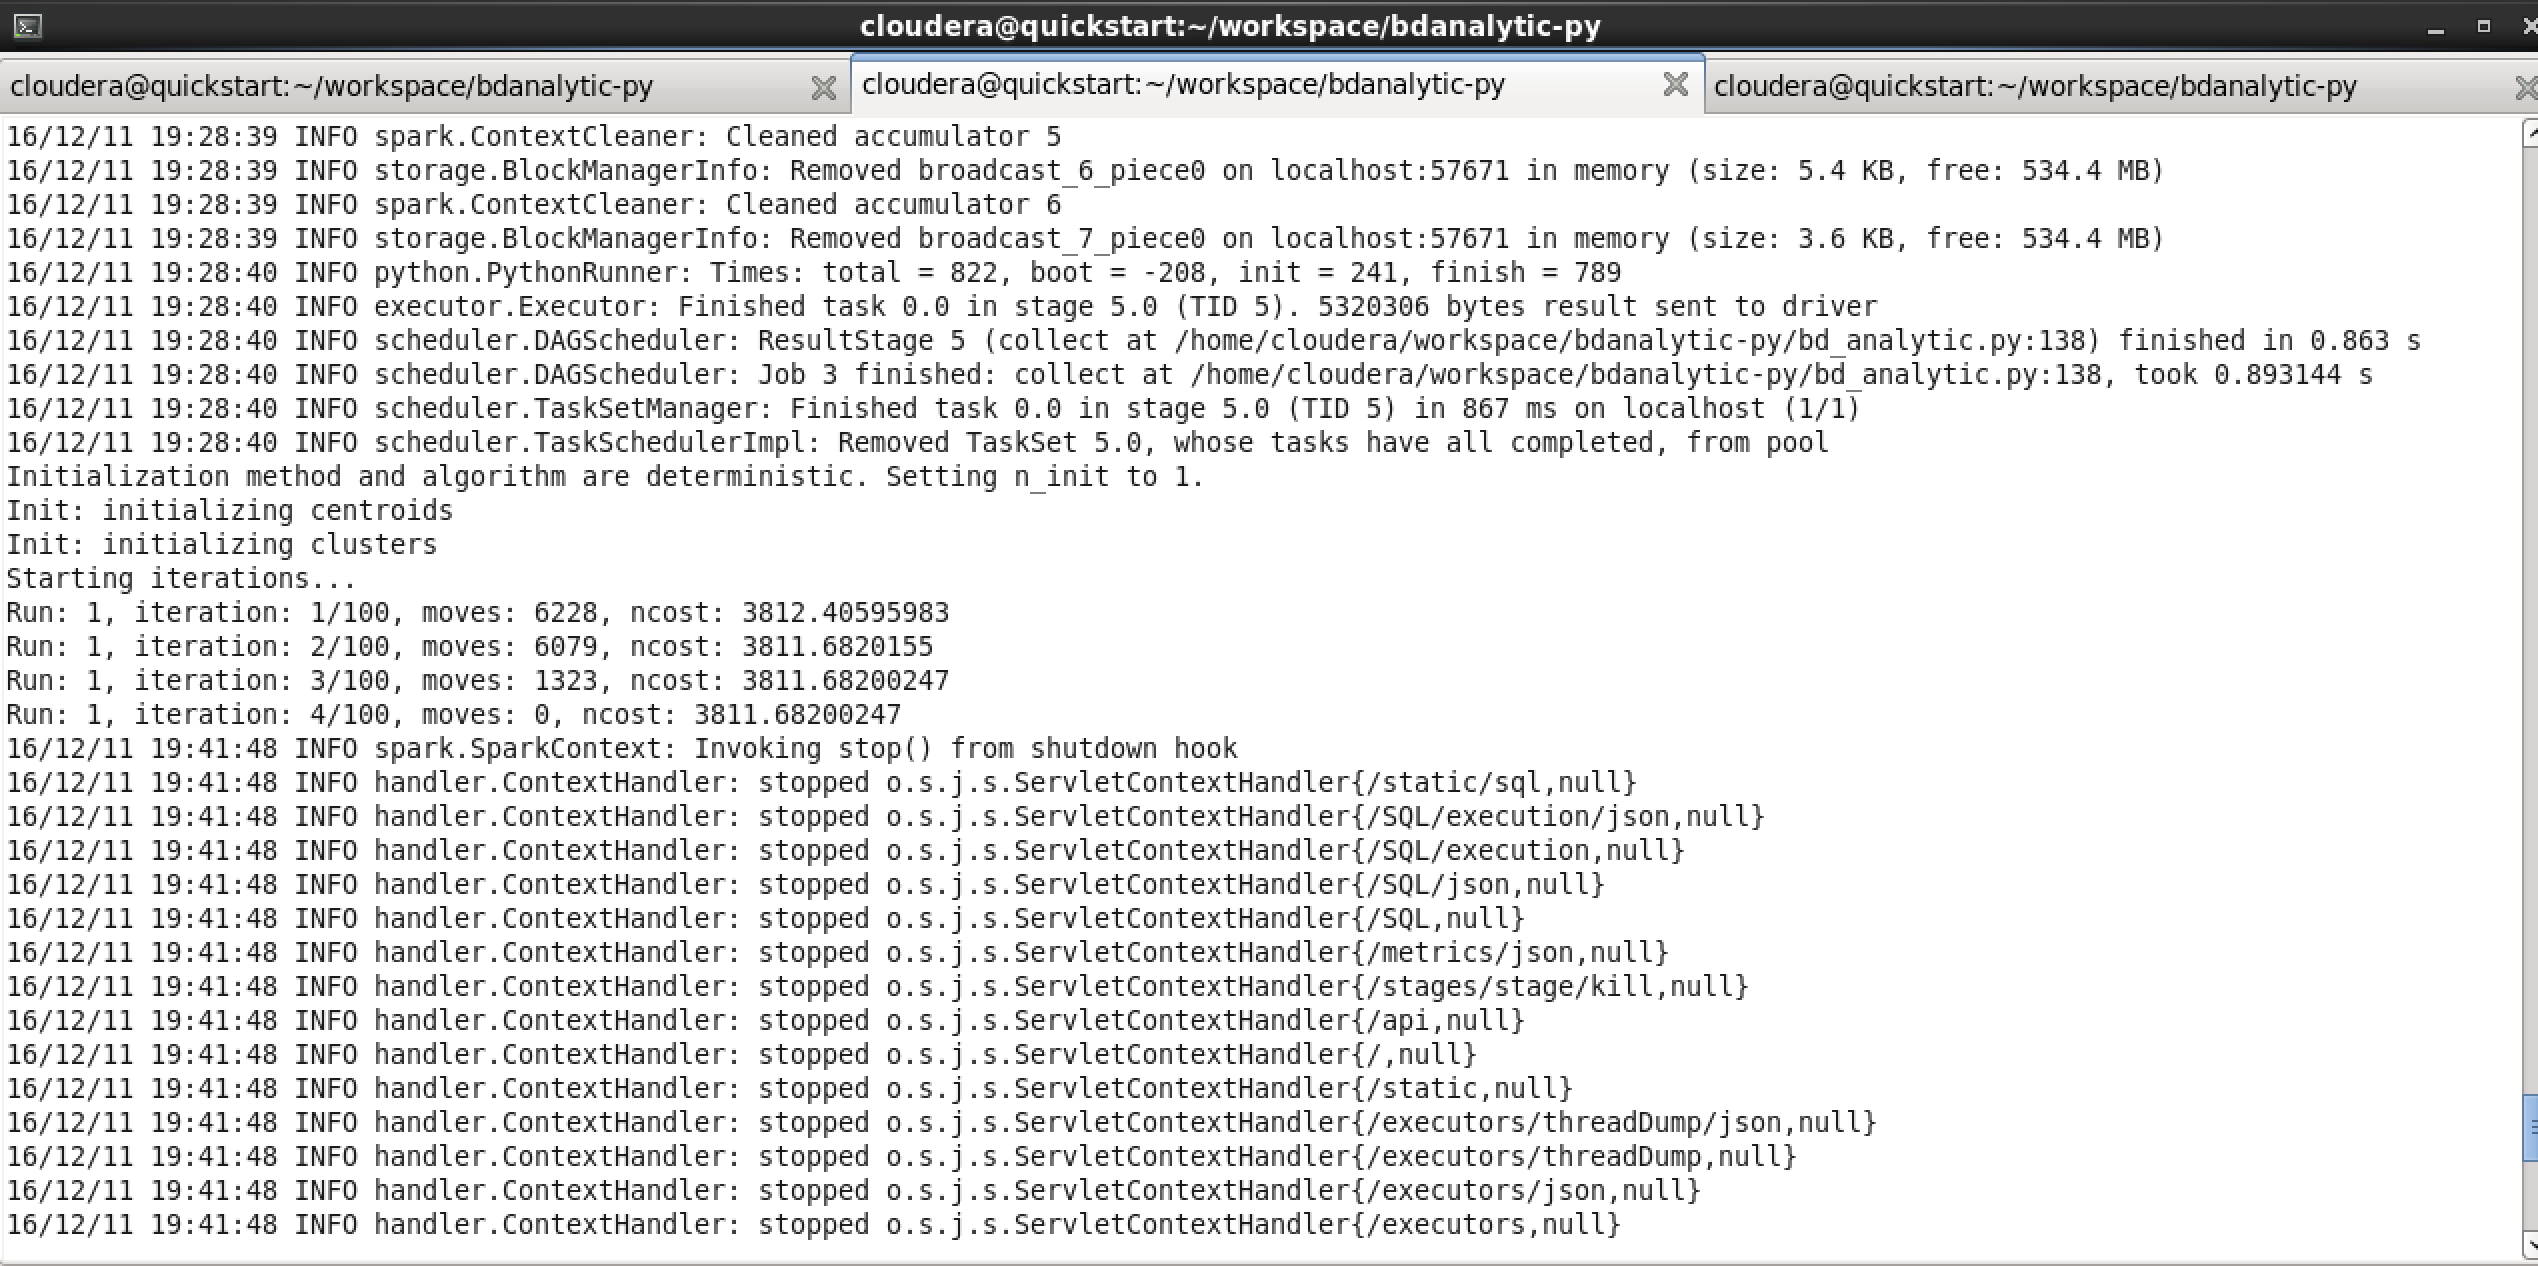 cloudera@quickstart:~/workspace/bdanalytic-py
cloudera@quickstart:~/workspace/bdanalytic-py
cloudera@quickstart:~/workspace/bdanalytic-py
cloudera@quickstart:~/workspace/bdanalytic-py
16/12/11 19:28:39 INFO spark.ContextCleaner: Cleaned accumulator 5
16/12/11 19:28:39 INFO storage.BlockManagerInfo: Removed broadcast_6_piece0 on localhost:57671 in memory (size: 5.4 KB, free: 534.4 MB)
16/12/11 19:28:39 INFO spark.ContextCleaner: Cleaned accumulator 6
16/12/11 19:28:39 INFO storage.BlockManagerInfo: Removed broadcast_7_piece0 on localhost:57671 in memory (size: 3.6 KB, free: 534.4 MB)
16/12/11 19:28:40 INFO python.PythonRunner: Times: total = 822, boot = -208, init = 241, finish = 789
16/12/11 19:28:40 INFO executor.Executor: Finished task 0.0 in stage 5.0 (TID 5). 5320306 bytes result sent to driver
16/12/11 19:28:40 INFO scheduler.DAGScheduler: ResultStage 5 (collect at /home/cloudera/workspace/bdanalytic-py/bd_analytic.py:138) finished in 0.863 s
16/12/11 19:28:40 INFO scheduler.DAGScheduler: Job 3 finished: collect at /home/cloudera/workspace/bdanalytic-py/bd_analytic.py:138, took 0.893144 s
16/12/11 19:28:40 INFO scheduler.TaskSetManager: Finished task 0.0 in stage 5.0 (TID 5) in 867 ms on localhost (1/1)
16/12/11 19:28:40 INFO scheduler.TaskSchedulerImpl: Removed TaskSet 5.0, whose tasks have all completed, from pool
Initialization method and algorithm are deterministic. Setting n_init to 1.
Init: initializing centroids
Init: initializing clusters
Starting iterations...
Run: 1, iteration: 1/100, moves: 6228, ncost: 3812.40595983
Run: 1, iteration: 2/100, moves: 6079, ncost: 3811.6820155
Run: 1, iteration: 3/100, moves: 1323, ncost: 3811.68200247
Run: 1, iteration: 4/100, moves: 0, ncost: 3811.68200247
16/12/11 19:41:48 INFO spark.SparkContext: Invoking stop() from shutdown hook
16/12/11 19:41:48 INFO handler.ContextHandler: stopped o.s.j.s.ServletContextHandler{/static/sql,null}
16/12/11 19:41:48 INFO handler.ContextHandler: stopped o.s.j.s.ServletContextHandler{/SQL/execution/json,null}
16/12/11 19:41:48 INFO handler.ContextHandler: stopped o.s.j.s.ServletContextHandler{/SQL/execution,null}
16/12/11 19:41:48 INFO handler.ContextHandler: stopped o.s.j.s.ServletContextHandler{/SQL/json,null}
16/12/11 19:41:48 INFO handler.ContextHandler: stopped o.s.j.s.ServletContextHandler{/SQL,null}
16/12/11 19:41:48 INFO handler.ContextHandler: stopped o.s.j.s.ServletContextHandler{/metrics/json,null}
16/12/11 19:41:48 INFO handler.ContextHandler: stopped o.s.j.s.ServletContextHandler{/stages/stage/kill,null}
16/12/11 19:41:48 INFO handler.ContextHandler: stopped o.s.j.s.ServletContextHandler{/api,null}
16/12/11 19:41:48 INFO handler.ContextHandler: stopped o.s.j.s.ServletContextHandler{/,null}
16/12/11 19:41:48 INFO handler.ContextHandler: stopped o.s.j.s.ServletContextHandler{/static,null}
16/12/11 19:41:48 INFO handler.ContextHandler: stopped o.s.j.s.ServletContextHandler{/executors/threadDump/json,null}
16/12/11 19:41:48 INFO handler.ContextHandler: stopped o.s.j.s.ServletContextHandler{/executors/threadDump,null}
16/12/11 19:41:48 INFO handler.ContextHandler: stopped o.s.j.s.ServletContextHandler{/executors/json,null}
16/12/11 19:41:48 INFO handler.ContextHandler: stopped o.s.j.s.ServletContextHandler{/executors,null}